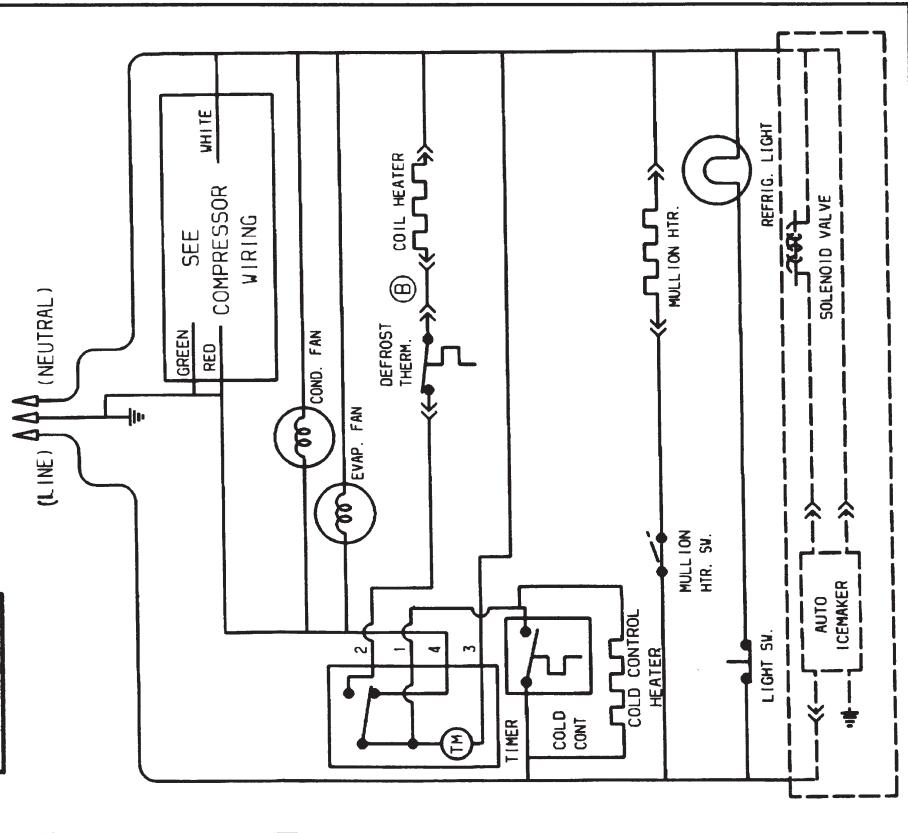 (LINE)
(NEUTRAL)
GREEN
RED
WHITE
SEE
COMPRESSOR
WIRING
COND. FAN
EVAP. FAN
DEFROST
THERM.
B
COIL HEATER
2
1
4
3
TM
TIMER
COLD
CONT
COLD CONTROL
HEATER
MULLION
HTR. SW.
MULLION HTR.
LIGHT SW.
REFRIG. LIGHT
AUTO
ICEMAKER
SOLENOID VALVE